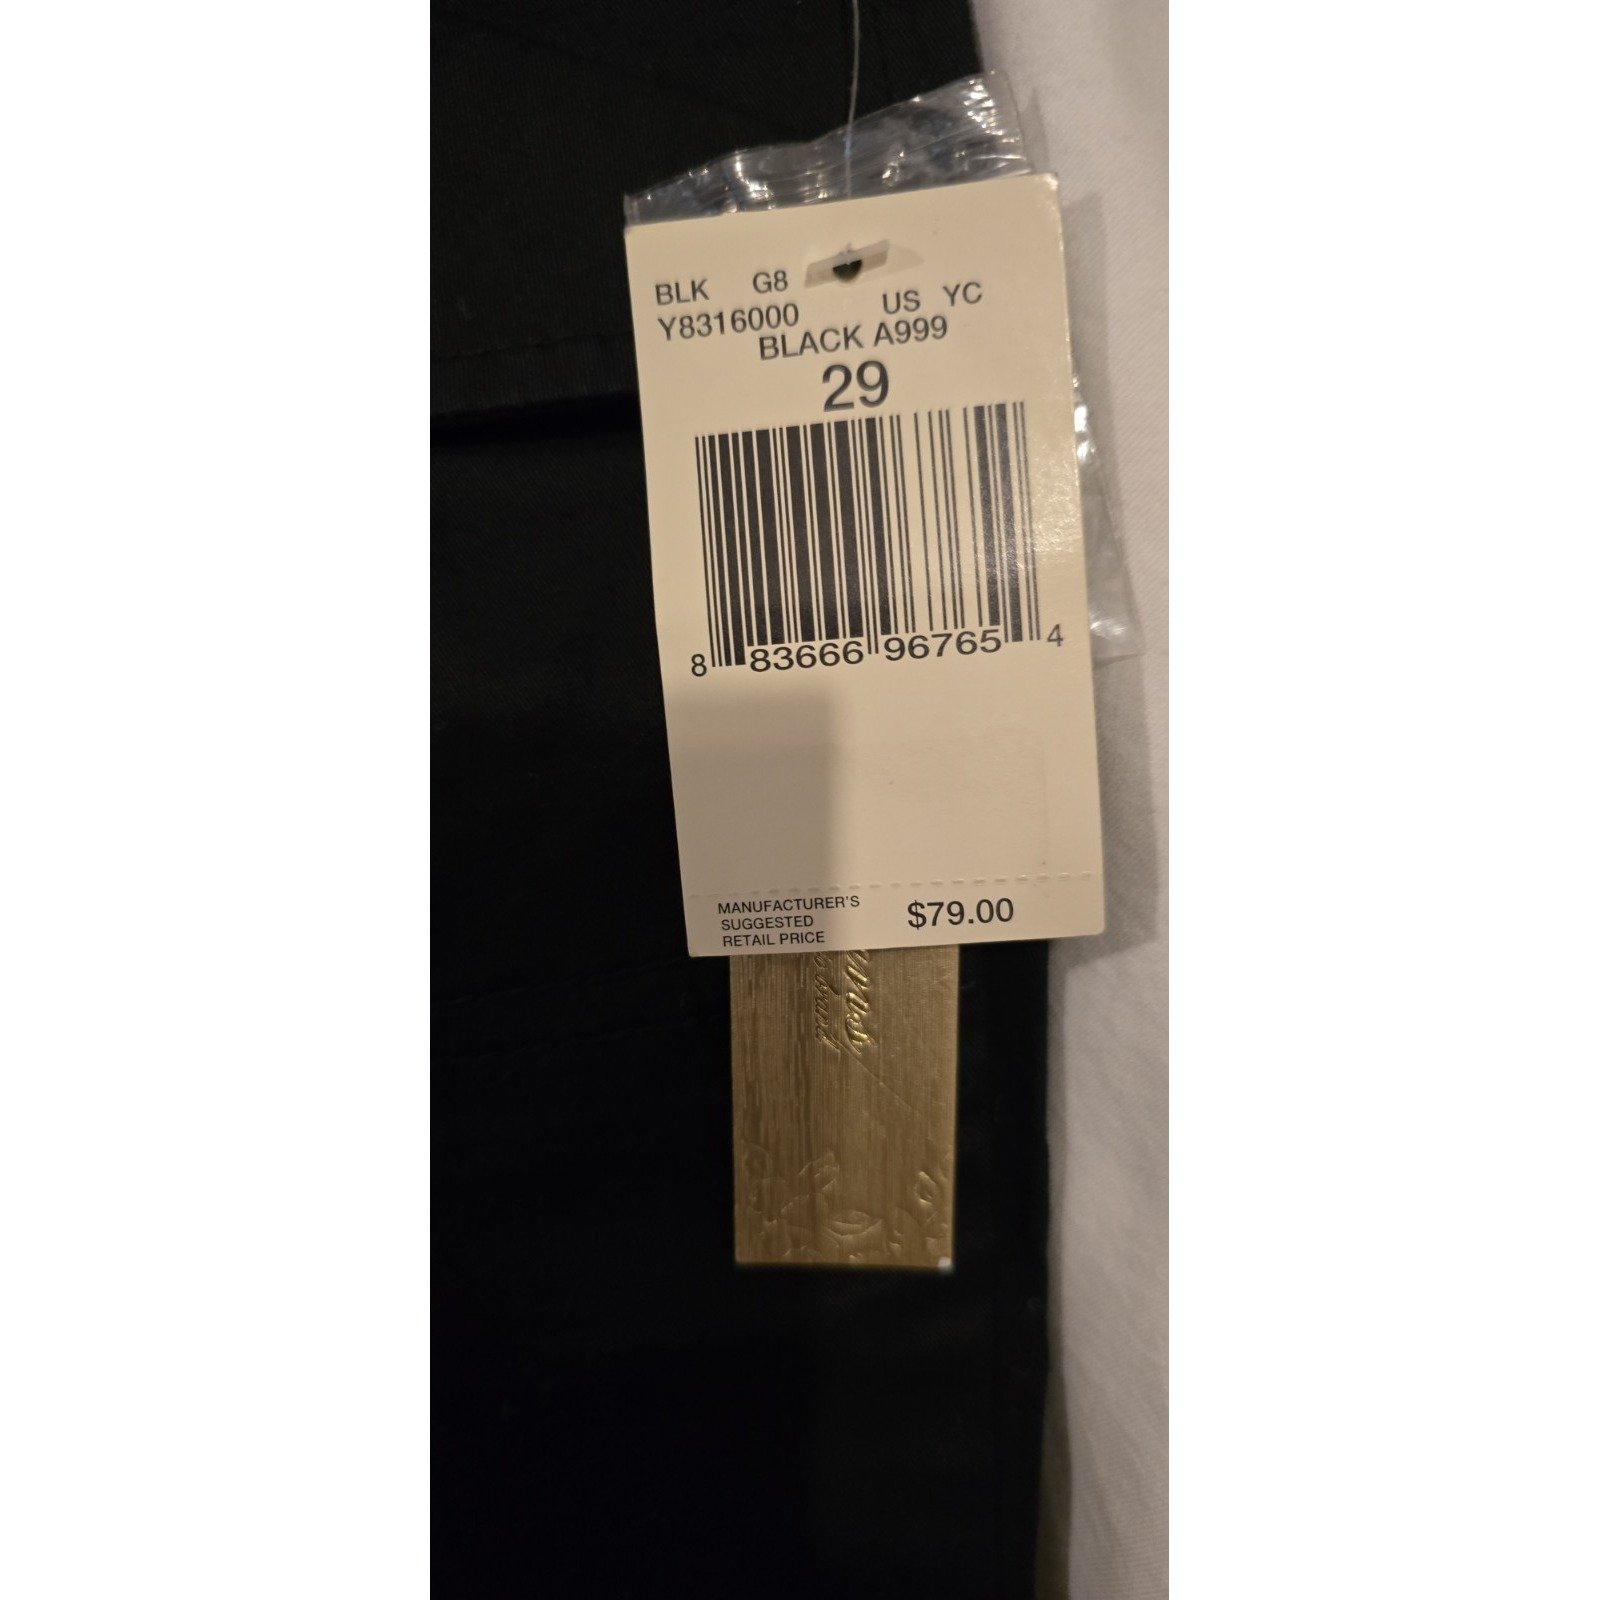 BLK G8
Y8316000 US YC
BLACK A999
29
8 83666 96765 4
MANUFACTURER'S
SUGGESTED
RETAIL PRICE
$79.00